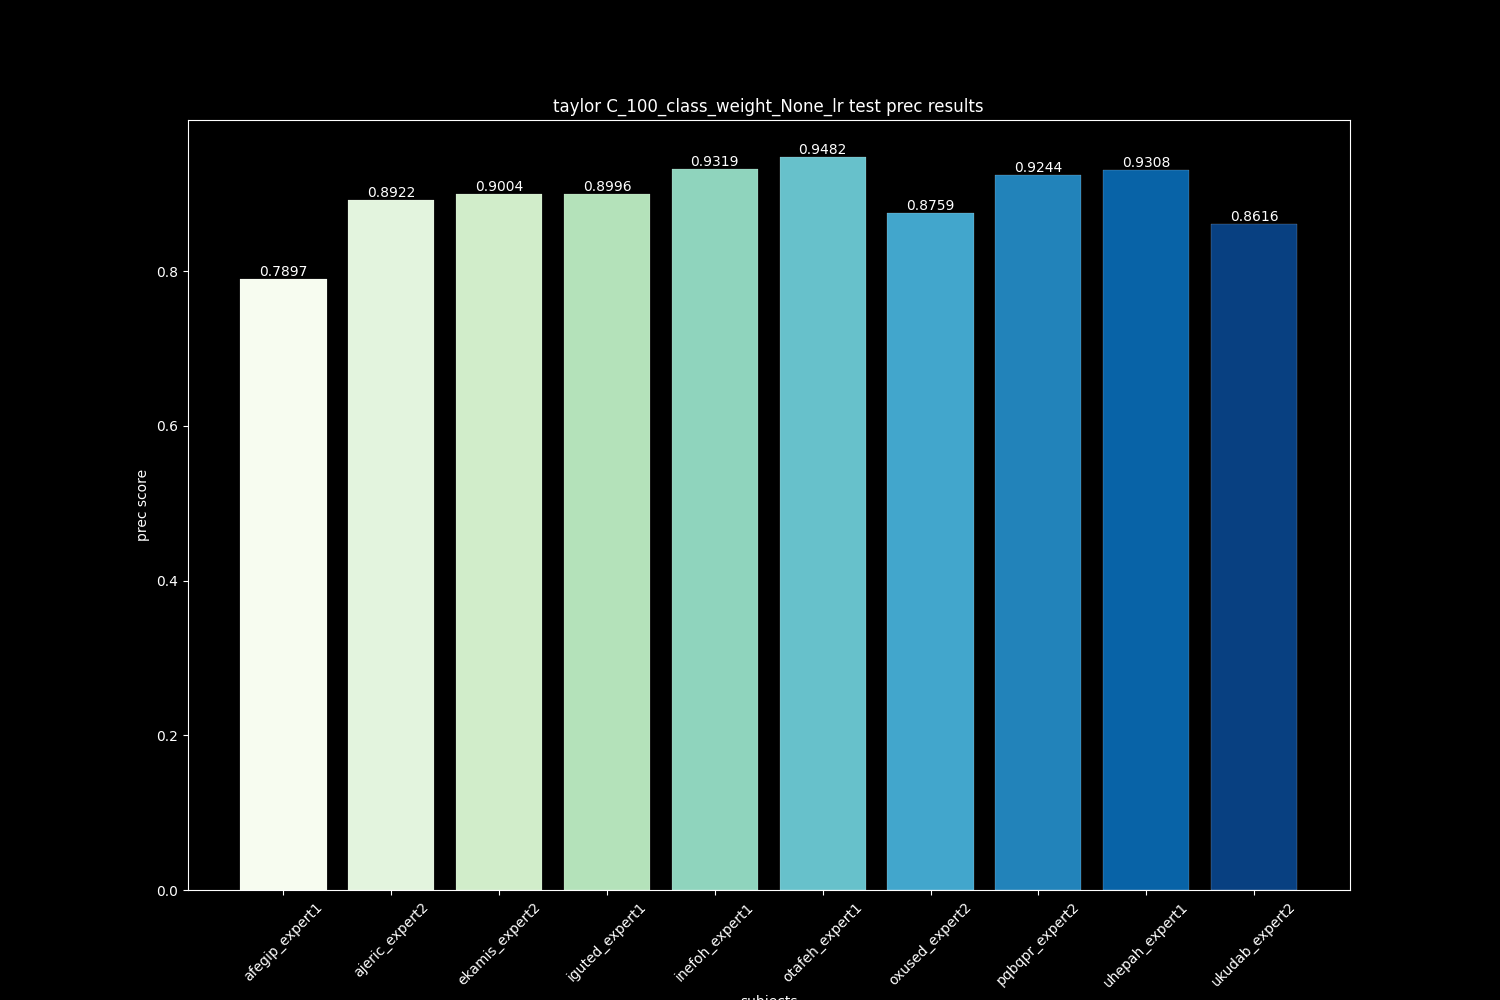 taylor C_100_class_weight_None_lr test prec results
0.7897
0.8922
0.9004
0.8996
0.9319
0.9482
0.8759
0.9244
0.9308
0.8616
prec score
0.8
0.6
0.4
0.2
0.0
afegip_expert1
ajeric_expert2
ekamis_expert2
iguted_expert1
inefoh_expert1
otafeh_expert1
oxused_expert2
pqbqpr_expert2
uhepah_expert1
ukudab_expert2
subjects